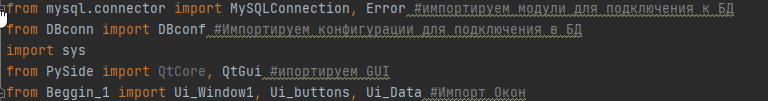 from mysql.connector import MySQLConnection, Error #импортируем модули для подключения к БД
from DBconn import DBconf #Импортируем конфигурации для подключения в БД
import sys
from PySide import QtCore, QtGui #ипортируем GUI
from Beggin_1 import Ui_Window1, Ui_buttons, Ui_Data #Импорт Окон